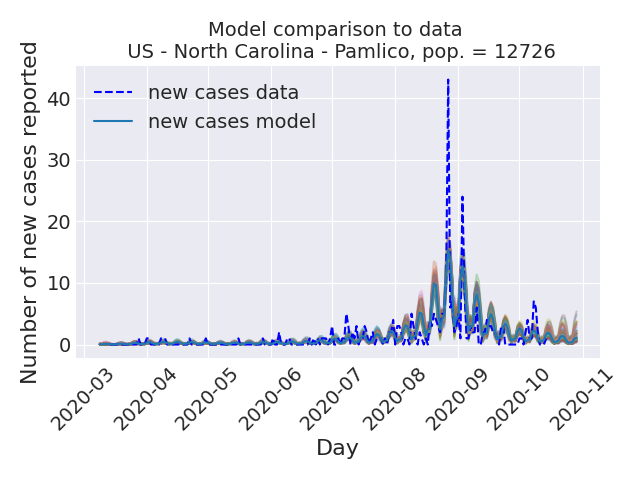 Model comparison to data
US - North Carolina - Pamlico, pop. = 12726
Number of new cases reported
40
30
20
10
0
new cases data
new cases model
2020-03
2020-04
2020-05
2020-06
2020-07
2020-08
2020-09
2020-10
2020-11
Day